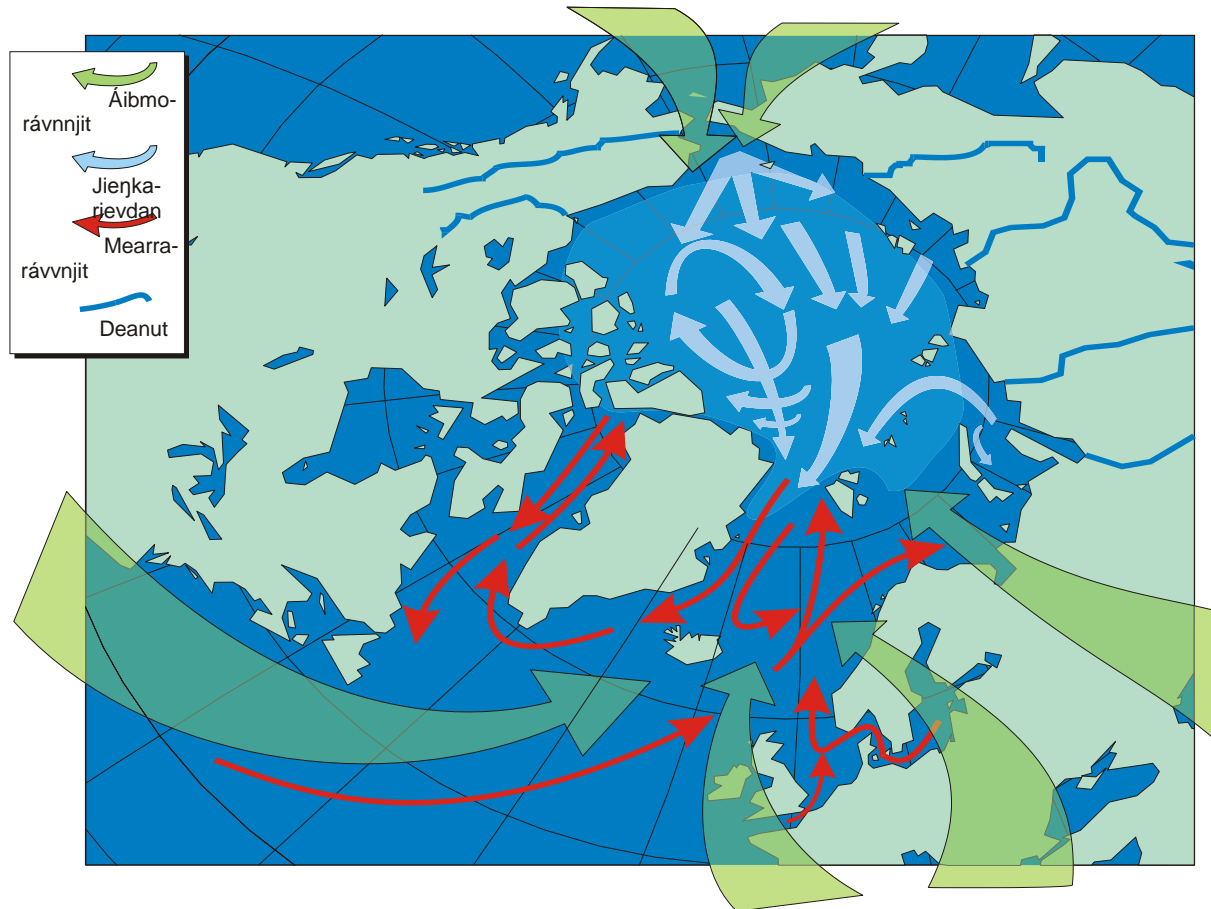 Áibmo-
rávnnjit
Jieŋka-
rievdan
Mearra-
rávvnjit
Deanut